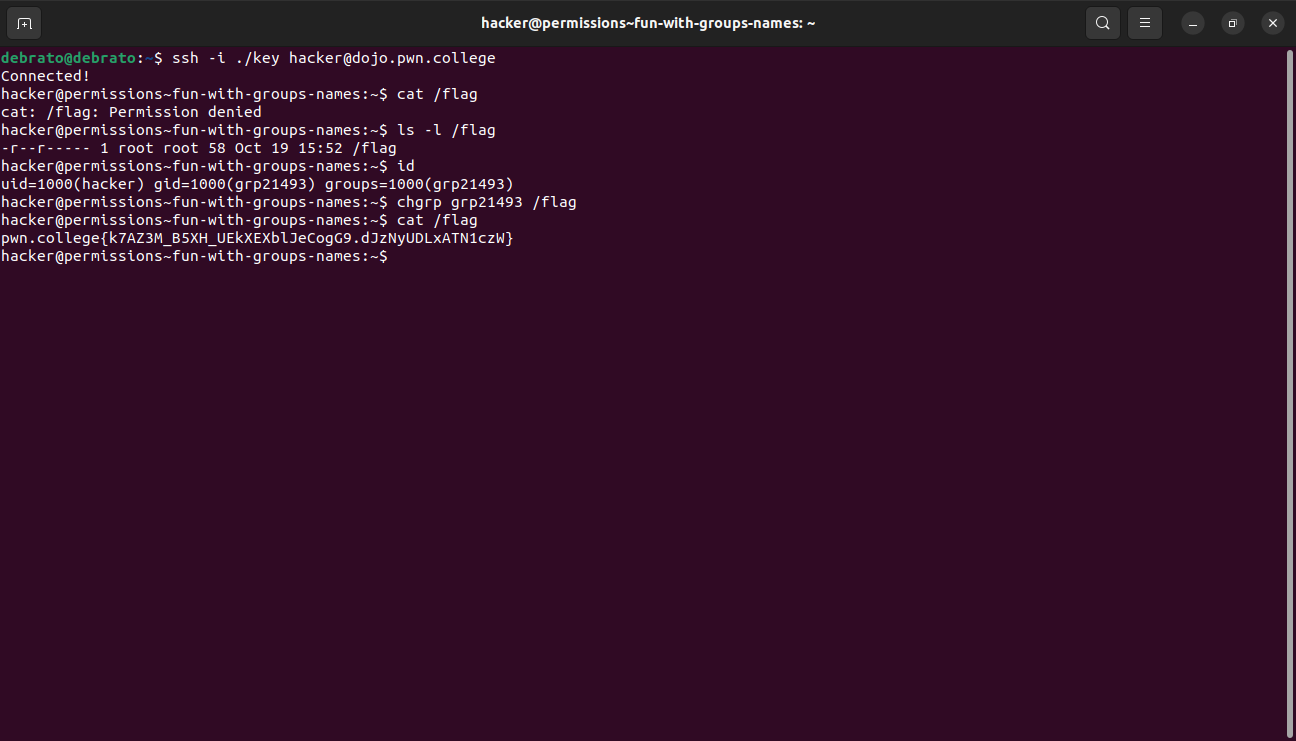 hacker@permissions~fun-with-groups-names: ~
debrato@debrato:~$ ssh -i ./key hacker@dojo.pwn.college
Connected!
hacker@permissions~fun-with-groups-names:~$ cat /flag
cat: /flag: Permission denied
hacker@permissions~fun-with-groups-names:~$ ls -l /flag
-r--r----- 1 root root 58 Oct 19 15:52 /flag
hacker@permissions~fun-with-groups-names:~$ id
uid=1000(hacker) gid=1000(grp21493) groups=1000(grp21493)
hacker@permissions~fun-with-groups-names:~$ chgrp grp21493 /flag
hacker@permissions~fun-with-groups-names:~$ cat /flag
pwn.college{k7AZ3M_B5XH_UEkXEXblJeCogG9.dJzNyUDLxATN1czW}
hacker@permissions~fun-with-groups-names:~$